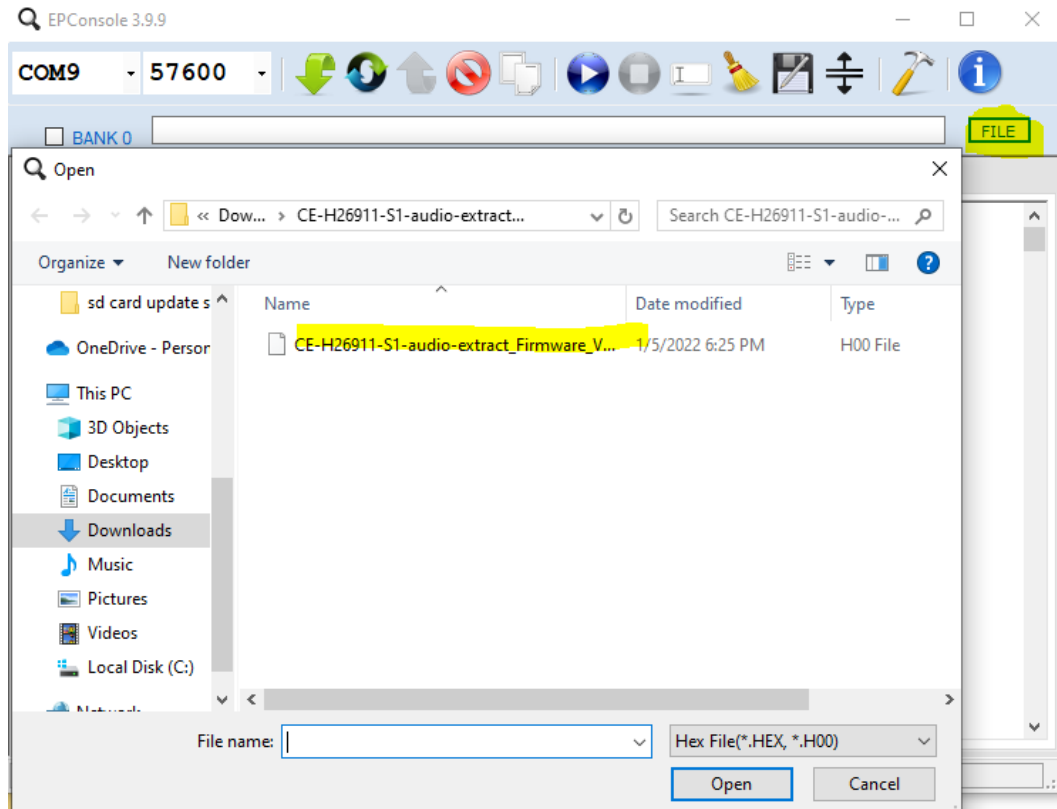 EPConsole 3.9.9
COM9 57600
BANK 0
FILE
Open
« Dow... › CE-H26911-S1-audio-extract...
Search CE-H26911-S1-audio-...
Organize
New folder
Name
Date modified
Type
sd card update s
CE-H26911-S1-audio-extract_Firmware_V...
1/5/2022 6:25 PM
H00 File
OneDrive - Person
This PC
3D Objects
Desktop
Documents
Downloads
Music
Pictures
Videos
Local Disk (C:)
File name:
Hex File(*.HEX, *.H00)
Open
Cancel